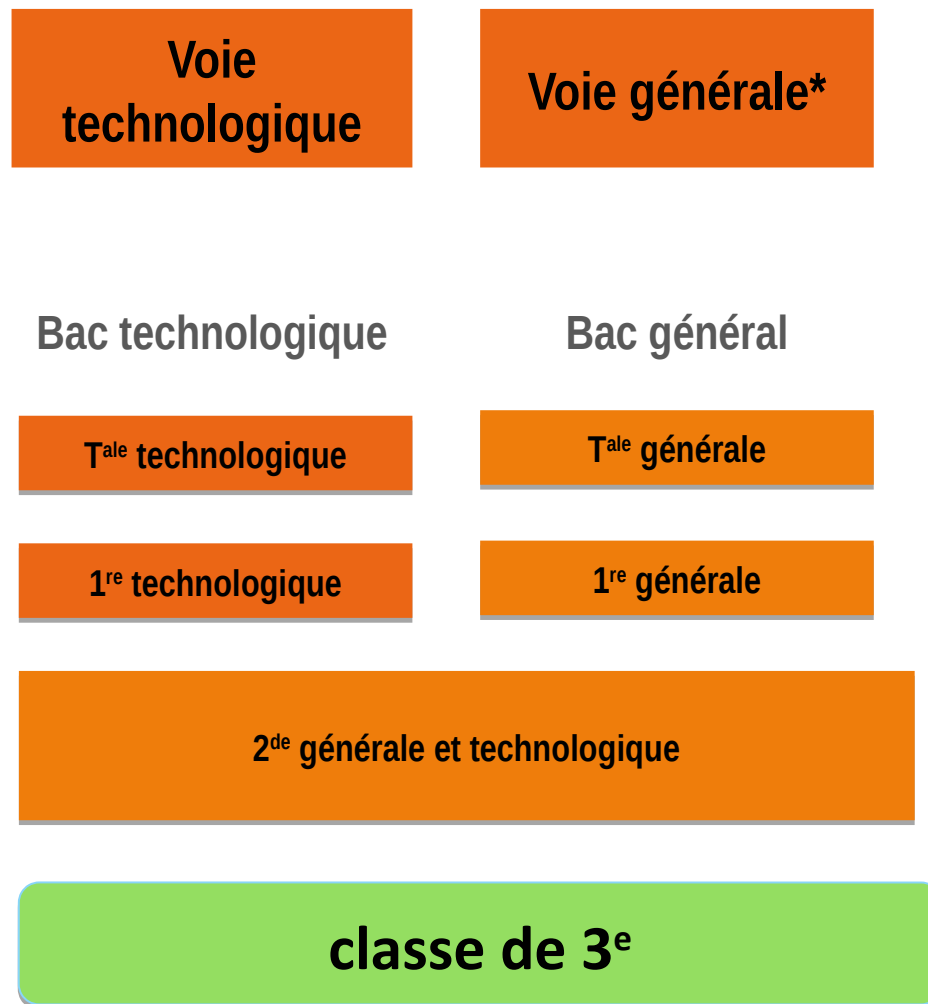 Voie
technologique
Voie générale*
Bac technologique
Bac général
Tale technologique
Tale générale
1re technologique
1re générale
2de générale et technologique
classe de 3e